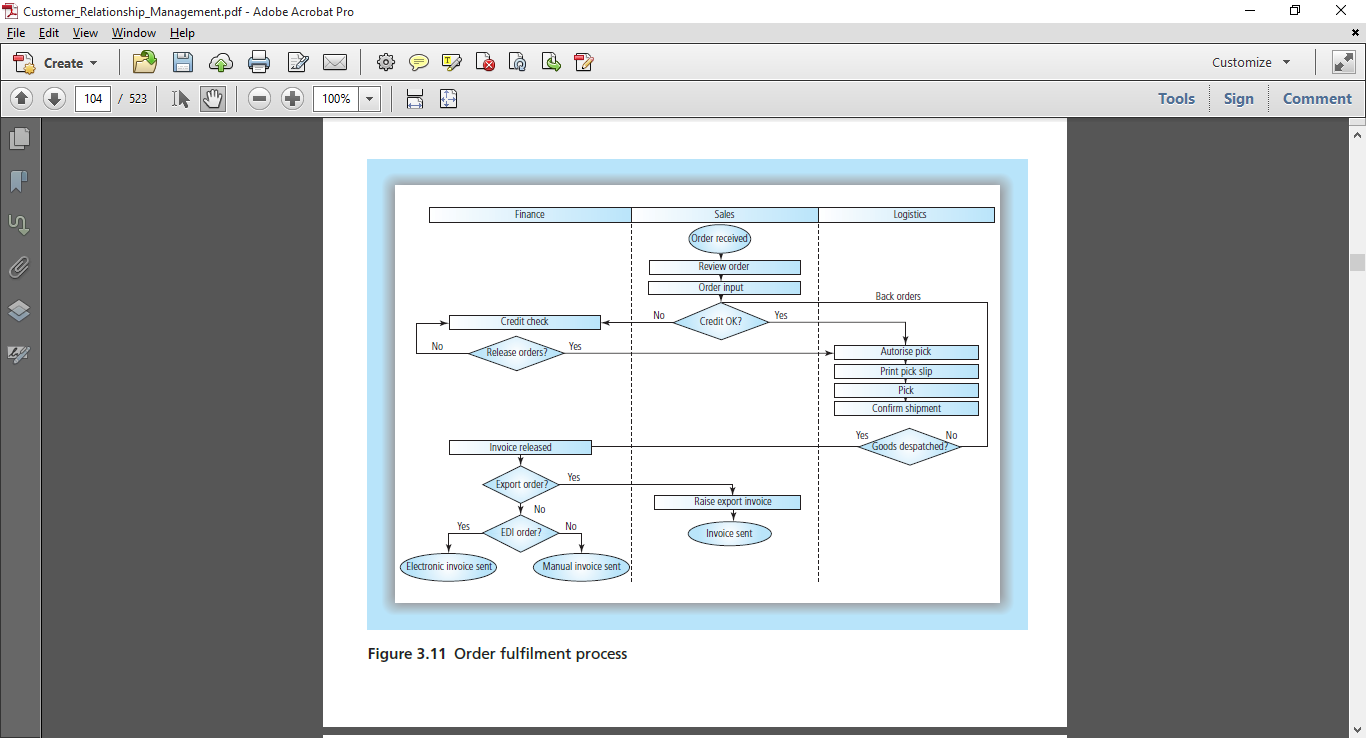 Customer_Relationship_Management.pdf - Adobe Acrobat Pro
File Edit View Window Help
Create
Customize
104 / 523
100%
Tools Sign Comment
Finance Sales Logistics
Order received
Review order
Order input
Back orders
No Credit OK? Yes
Credit check
No Release orders? Yes
Autorise pick
Print pick slip
Pick
Confirm shipment
Yes Goods despatched? No
Invoice released
Export order? Yes
Raise export invoice
No
Yes EDI order? No
Invoice sent
Electronic invoice sent Manual invoice sent
Figure 3.11 Order fulfilment process